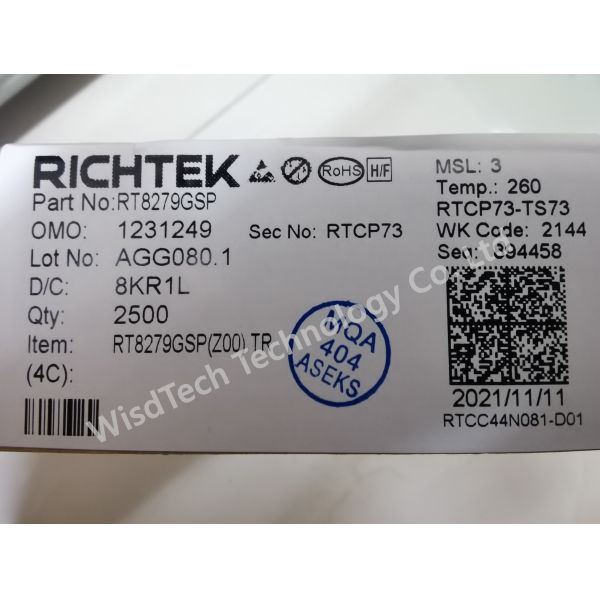 RICHTEK RoHS H/F
Part No:RT8279GSP
OMO: 1231249 Sec No: RTCP73
Lot No: AGG080.1
D/C: 8KR1L
Qty: 2500
Item: RT8279GSP(Z00) TR
(4C):
MQA
404
ASEKS
MSL: 3
Temp.: 260
RTCP73-TS73
WK Code: 2144
Seq: 894458
2021/11/11
RTCC44N081-D01
WisdTech Technology Co Ltd